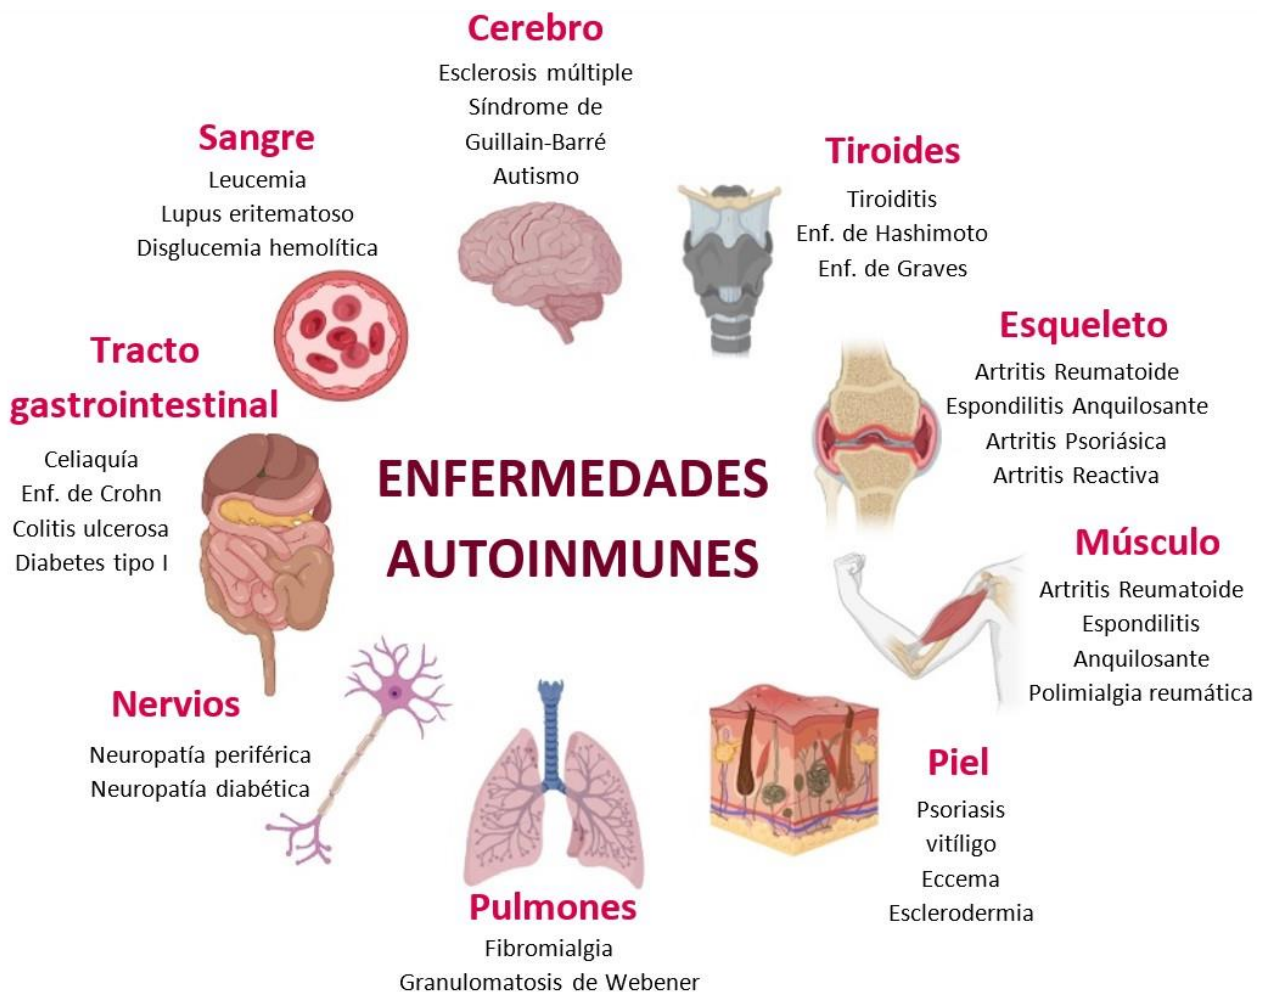 Cerebro
Esclerosis múltiple
Síndrome de
Guillain-Barré
Autismo
Sangre
Leucemia
Lupus eritematoso
Disglucemia hemolítica
Tiroides
Tiroiditis
Enf. de Hashimoto
Enf. de Graves
Esqueleto
Artritis Reumatoide
Espondilitis Anquilosante
Artritis Psoriásica
Artritis Reactiva
Tracto
gastrointestinal
Celiaquía
Enf. de Crohn
Colitis ulcerosa
Diabetes tipo I
ENFERMEDADES
AUTOINMUNES
Músculo
Artritis Reumatoide
Espondilitis
Anquilosante
Polimialgia reumática
Nervios
Neuropatía periférica
Neuropatía diabética
Piel
Psoriasis
vitíligo
Eccema
Esclerodermia
Pulmones
Fibromialgia
Granulomatosis de Webener